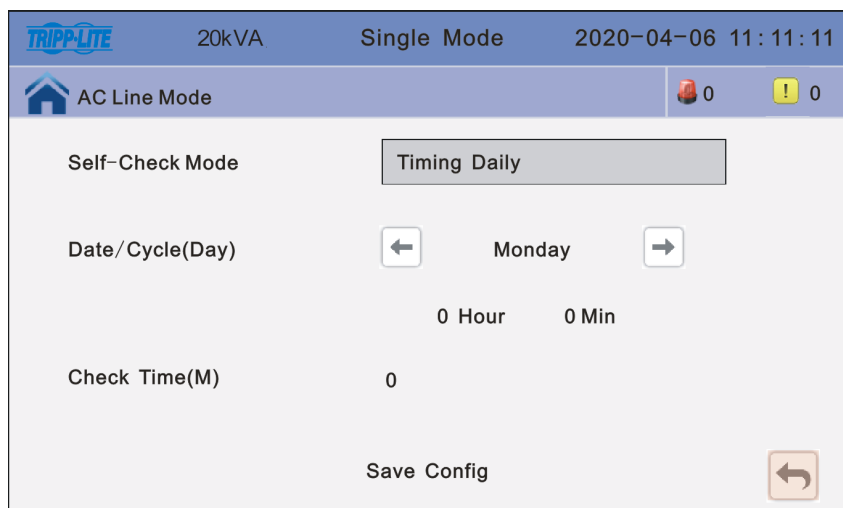 TRIPP·LITE 20kVA Single Mode 2020-04-06 11:11:11
AC Line Mode 0 ! 0
Self-Check Mode Timing Daily
Date/Cycle(Day) Monday
0 Hour 0 Min
Check Time(M) 0
Save Config